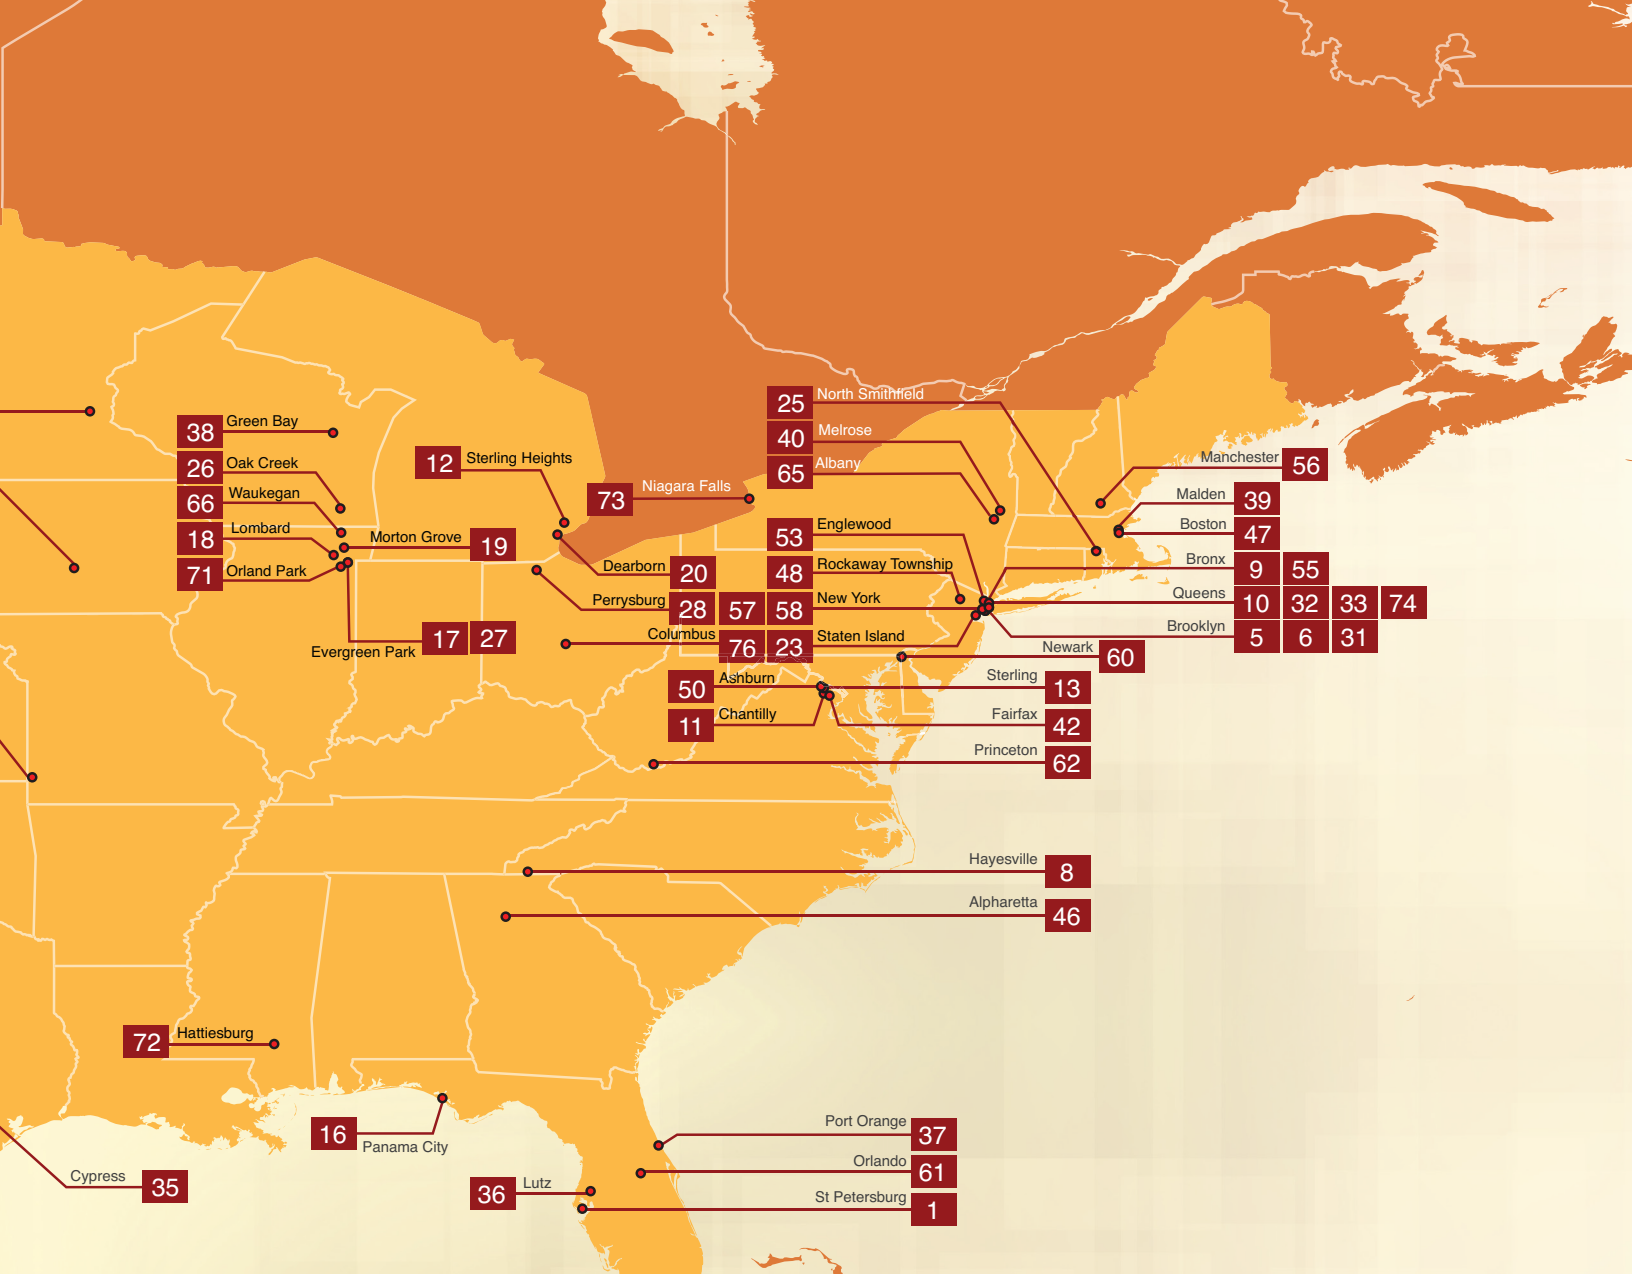 25 North Smithfield
40 Melrose
65 Albany
38 Green Bay
12 Sterling Heights
Manchester 56
26 Oak Creek
73 Niagara Falls
Malden 39
66 Waukegan
53 Englewood
Boston 47
18 Lombard
Morton Grove 19
Bronx 9 55
71 Orland Park
Dearborn 20
48 Rockaway Township
Queens 10 32 33 74
Perrysburg 28 57
58 New York
Brooklyn 5 6 31
Evergreen Park 17 27
Columbus 76
23 Staten Island
Newark 60
50 Ashburn
Sterling 13
11 Chantilly
Fairfax 42
Princeton 62
Hayesville 8
Alpharetta 46
72 Hattiesburg
16 Panama City
Port Orange 37
Orlando 61
Cypress 35
36 Lutz
St Petersburg 1